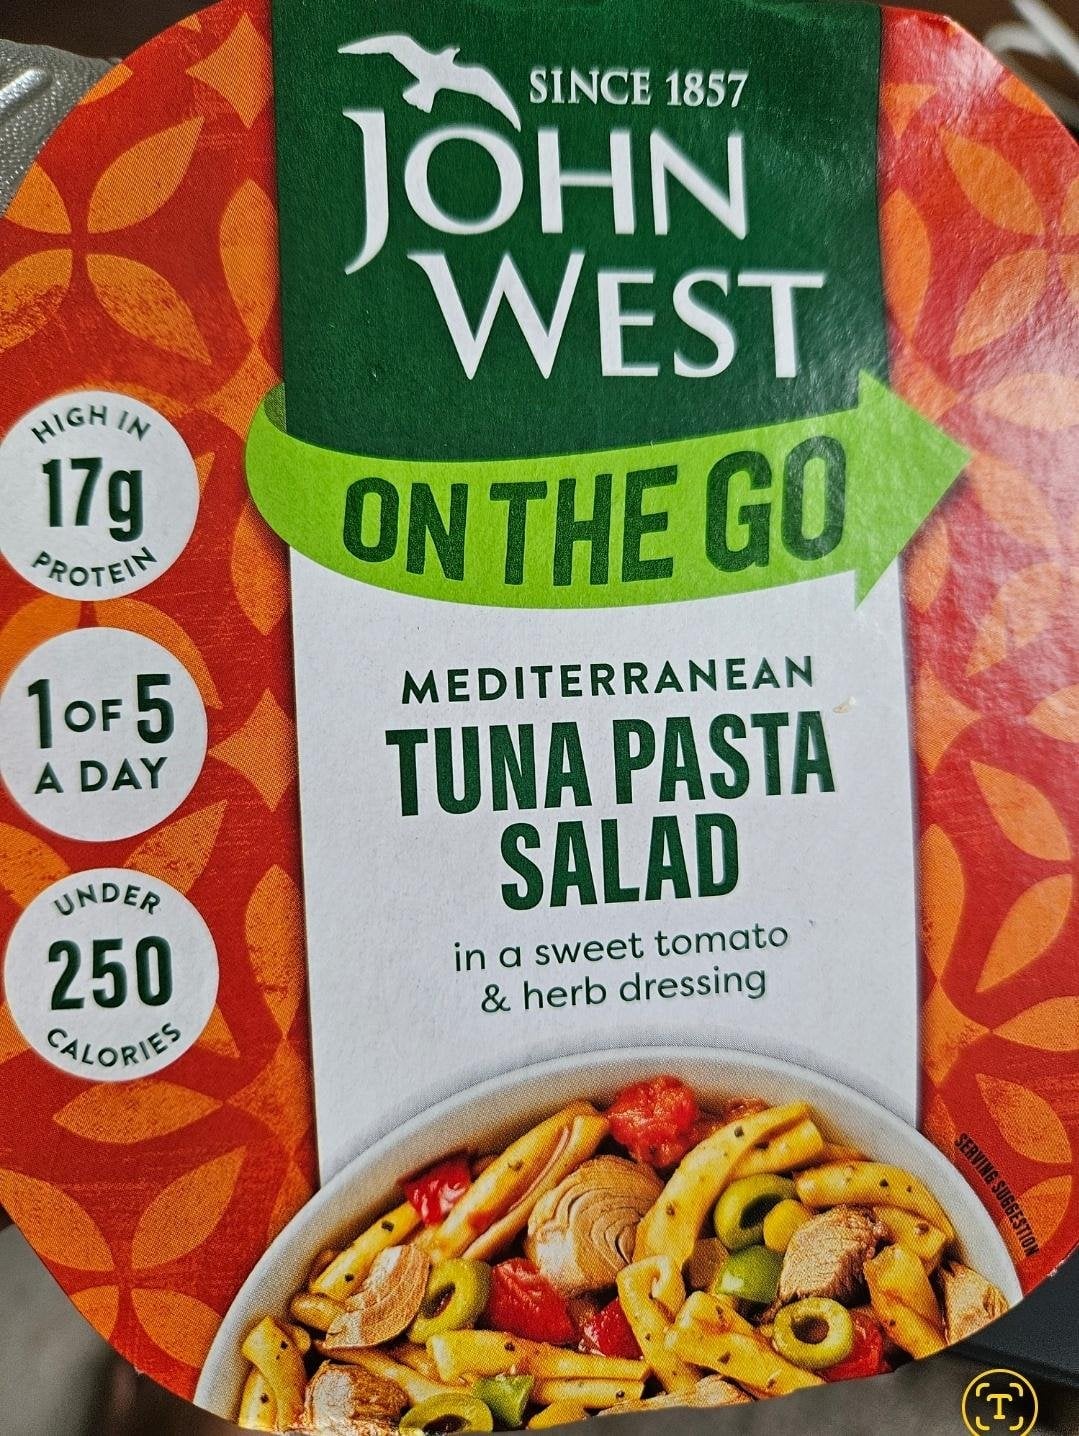 SINCE 1857
JOHN
WEST
ON THE GO
HIGH IN
17g
PROTEIN
1 OF 5
A DAY
UNDER
250
CALORIES
MEDITERRANEAN
TUNA PASTA
SALAD
in a sweet tomato
& herb dressing
SERVING SUGGESTION
T